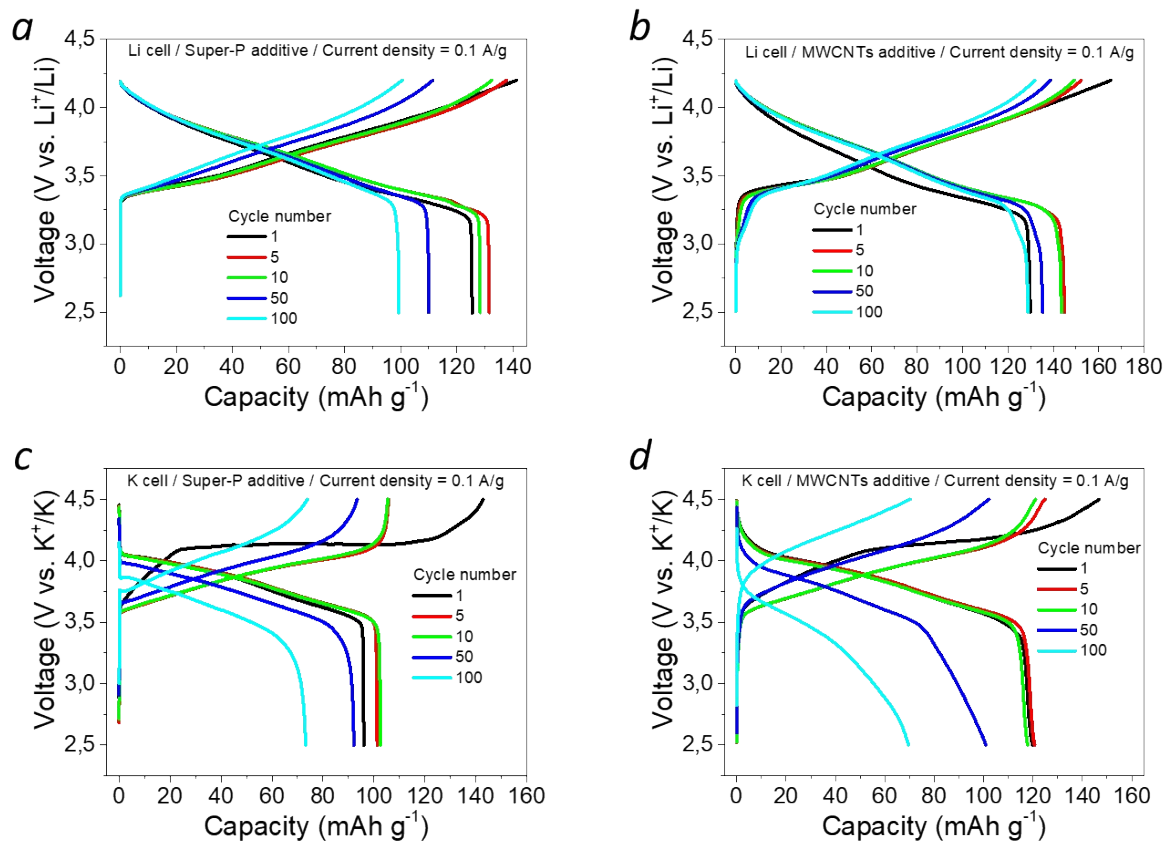 a
Li cell / Super-P additive / Current density = 0.1 A/g
4,5
4.0
3.5
3.0
2,5
Voltage (V vs. Li⁺/Li)
Cycle number
1
5
10
50
100
0 20 40 60 80 100 120 140
Capacity (mAh g⁻¹)
b
Li cell / MWCNTs additive / Current density = 0.1 A/g
4,5
4.0
3.5
3.0
2,5
Voltage (V vs. Li⁺/Li)
Cycle number
1
5
10
50
100
0 20 40 60 80 100 120 140 160 180
Capacity (mAh g⁻¹)
c
K cell / Super-P additive / Current density = 0.1 A/g
4.5
4.0
3.5
3.0
2,5
Voltage (V vs. K⁺/K)
Cycle number
1
5
10
50
100
0 20 40 60 80 100 120 140 160
Capacity (mAh g⁻¹)
d
K cell / MWCNTs additive / Current density = 0.1 A/g
4.5
4.0
3.5
3.0
2,5
Voltage (V vs. K⁺/K)
Cycle number
1
5
10
50
100
0 20 40 60 80 100 120 140 160
Capacity (mAh g⁻¹)